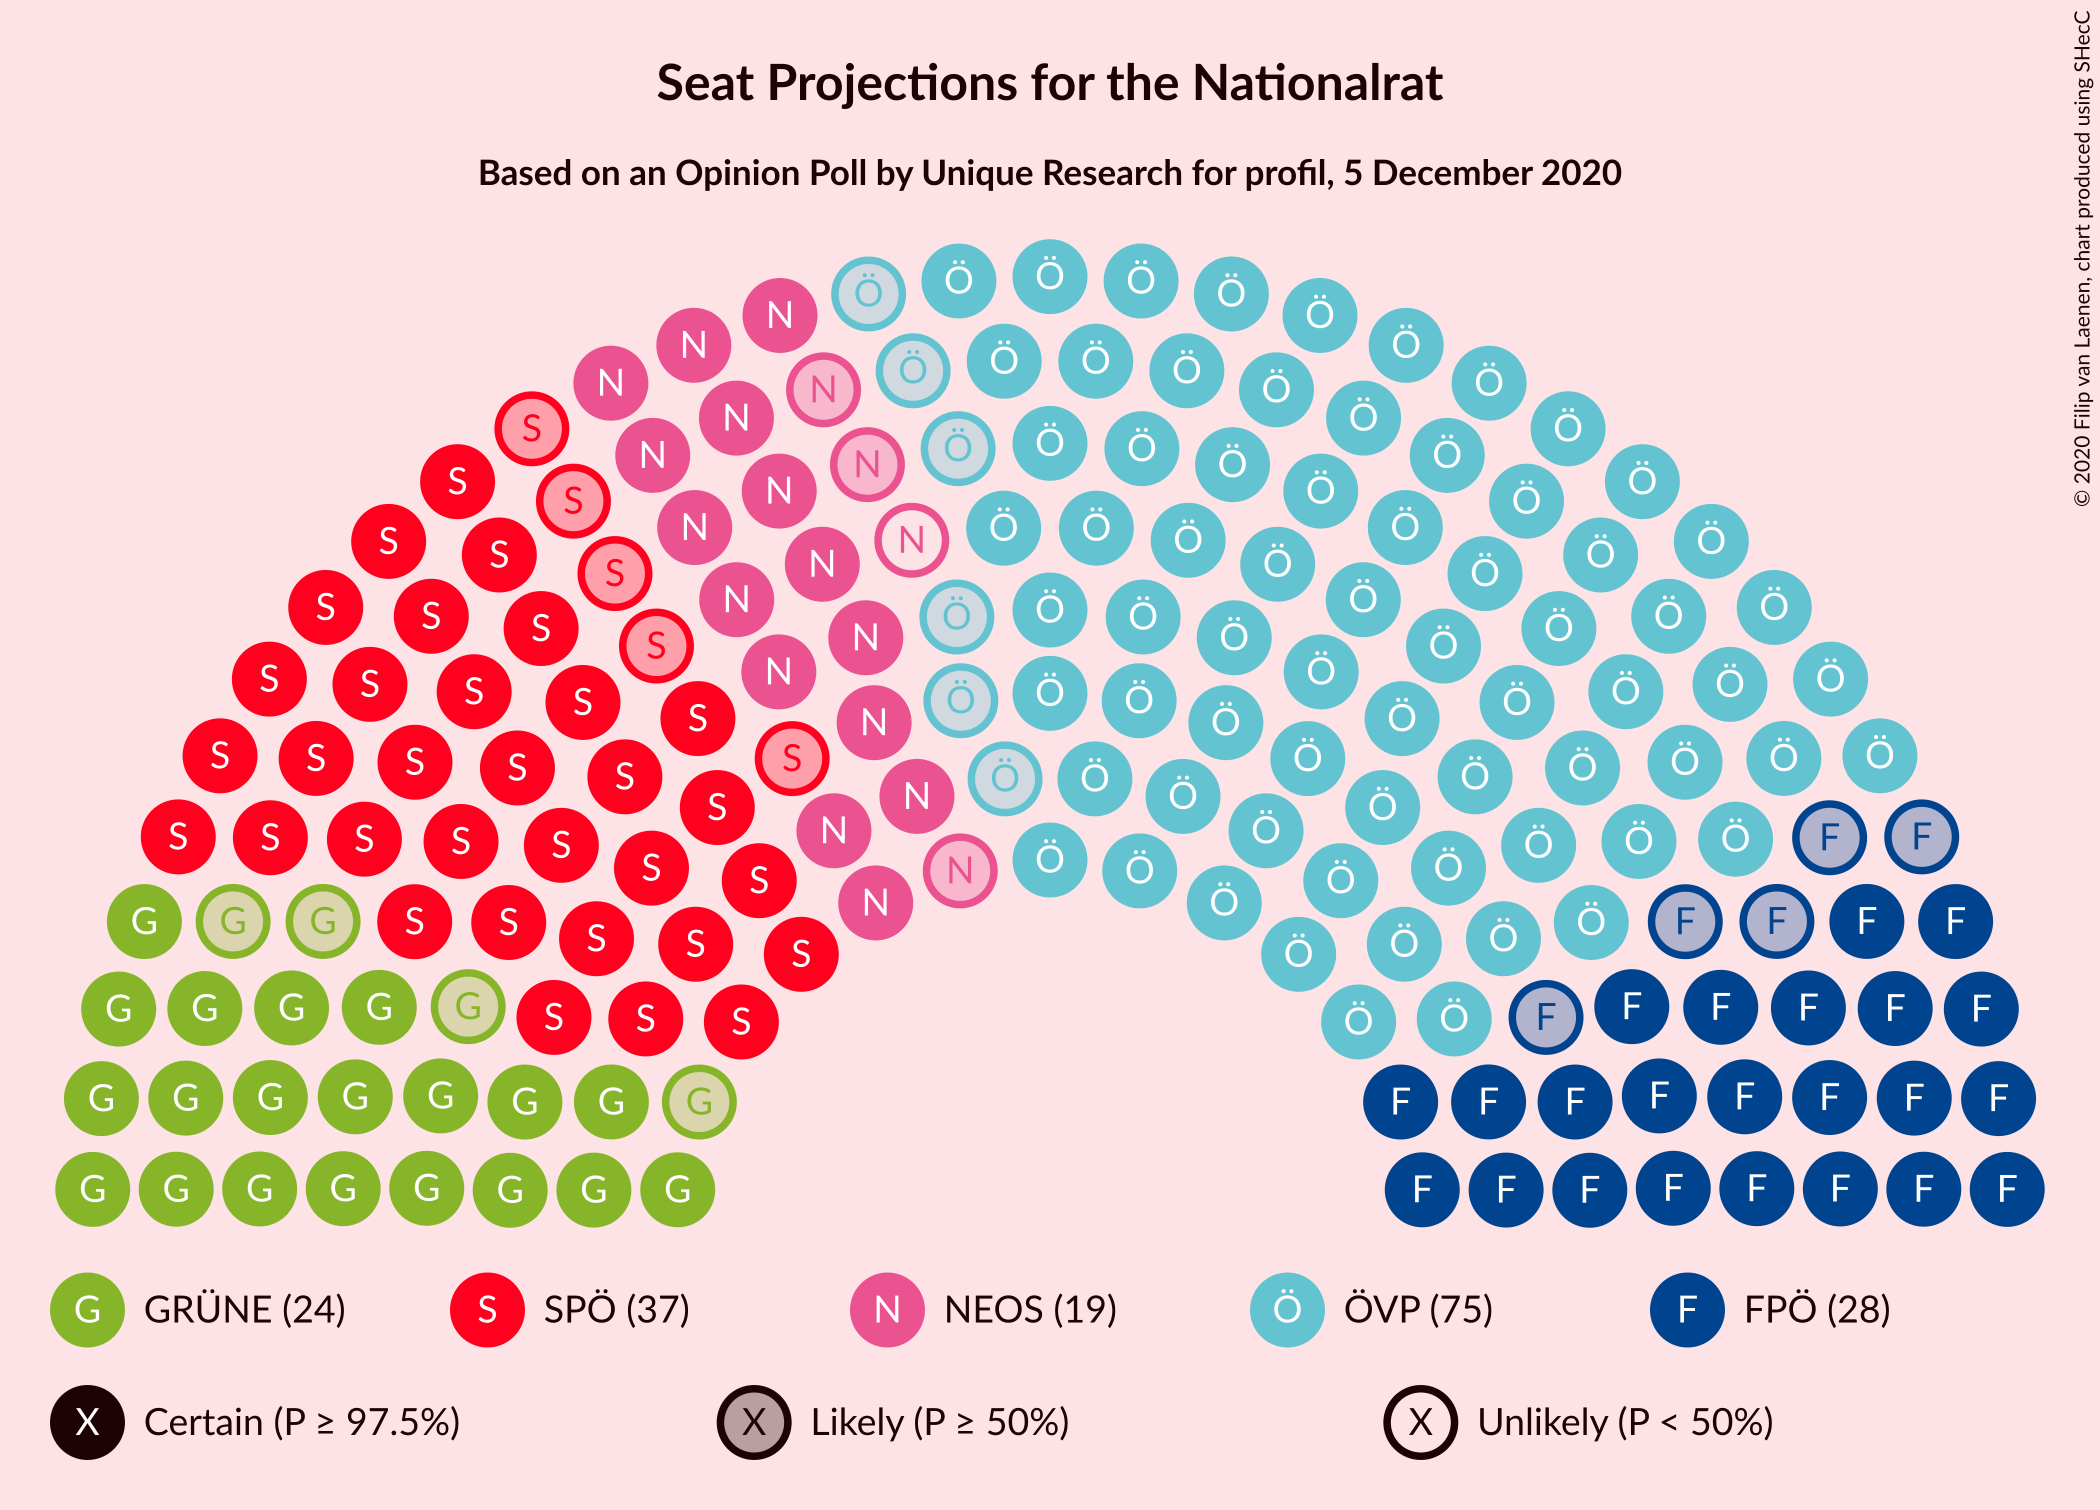 Seat Projections for the Nationalrat
Based on an Opinion Poll by Unique Research for profil, 5 December 2020
© 2020 Filip van Laenen, chart produced using SHecC
Ö Ö Ö Ö Ö Ö Ö Ö Ö Ö Ö Ö Ö Ö Ö Ö Ö Ö Ö Ö Ö Ö Ö Ö Ö Ö Ö Ö Ö Ö Ö Ö Ö Ö Ö Ö Ö Ö Ö Ö Ö Ö Ö Ö Ö Ö Ö Ö Ö Ö Ö Ö Ö Ö Ö Ö Ö Ö Ö Ö Ö Ö Ö Ö Ö Ö Ö Ö Ö Ö Ö Ö Ö Ö Ö
N N N N N N N N N N N N N N N N N N N
S S S S S S S S S S S S S S S S S S S S S S S S S S S S S S S S S S S S S
G G G G G G G G G G G G G G G G G G G G G G G G
F F F F F F F F F F F F F F F F F F F F F F F F F F F F
G GRÜNE (24) S SPÖ (37) N NEOS (19) Ö ÖVP (75) F FPÖ (28)
X Certain (P ≥ 97.5%) X Likely (P ≥ 50%) X Unlikely (P < 50%)